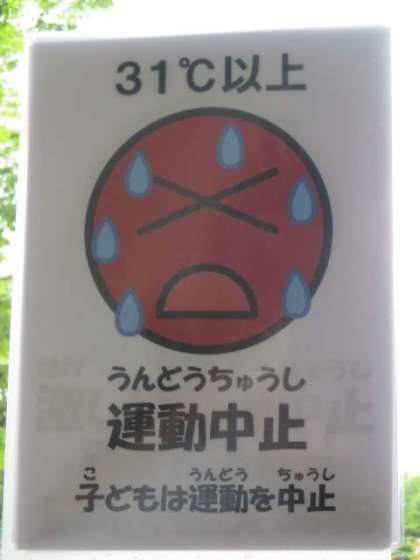 31℃以上
うんどうちゅうし
運動中止
こ うんどう ちゅうし
子どもは運動を中止